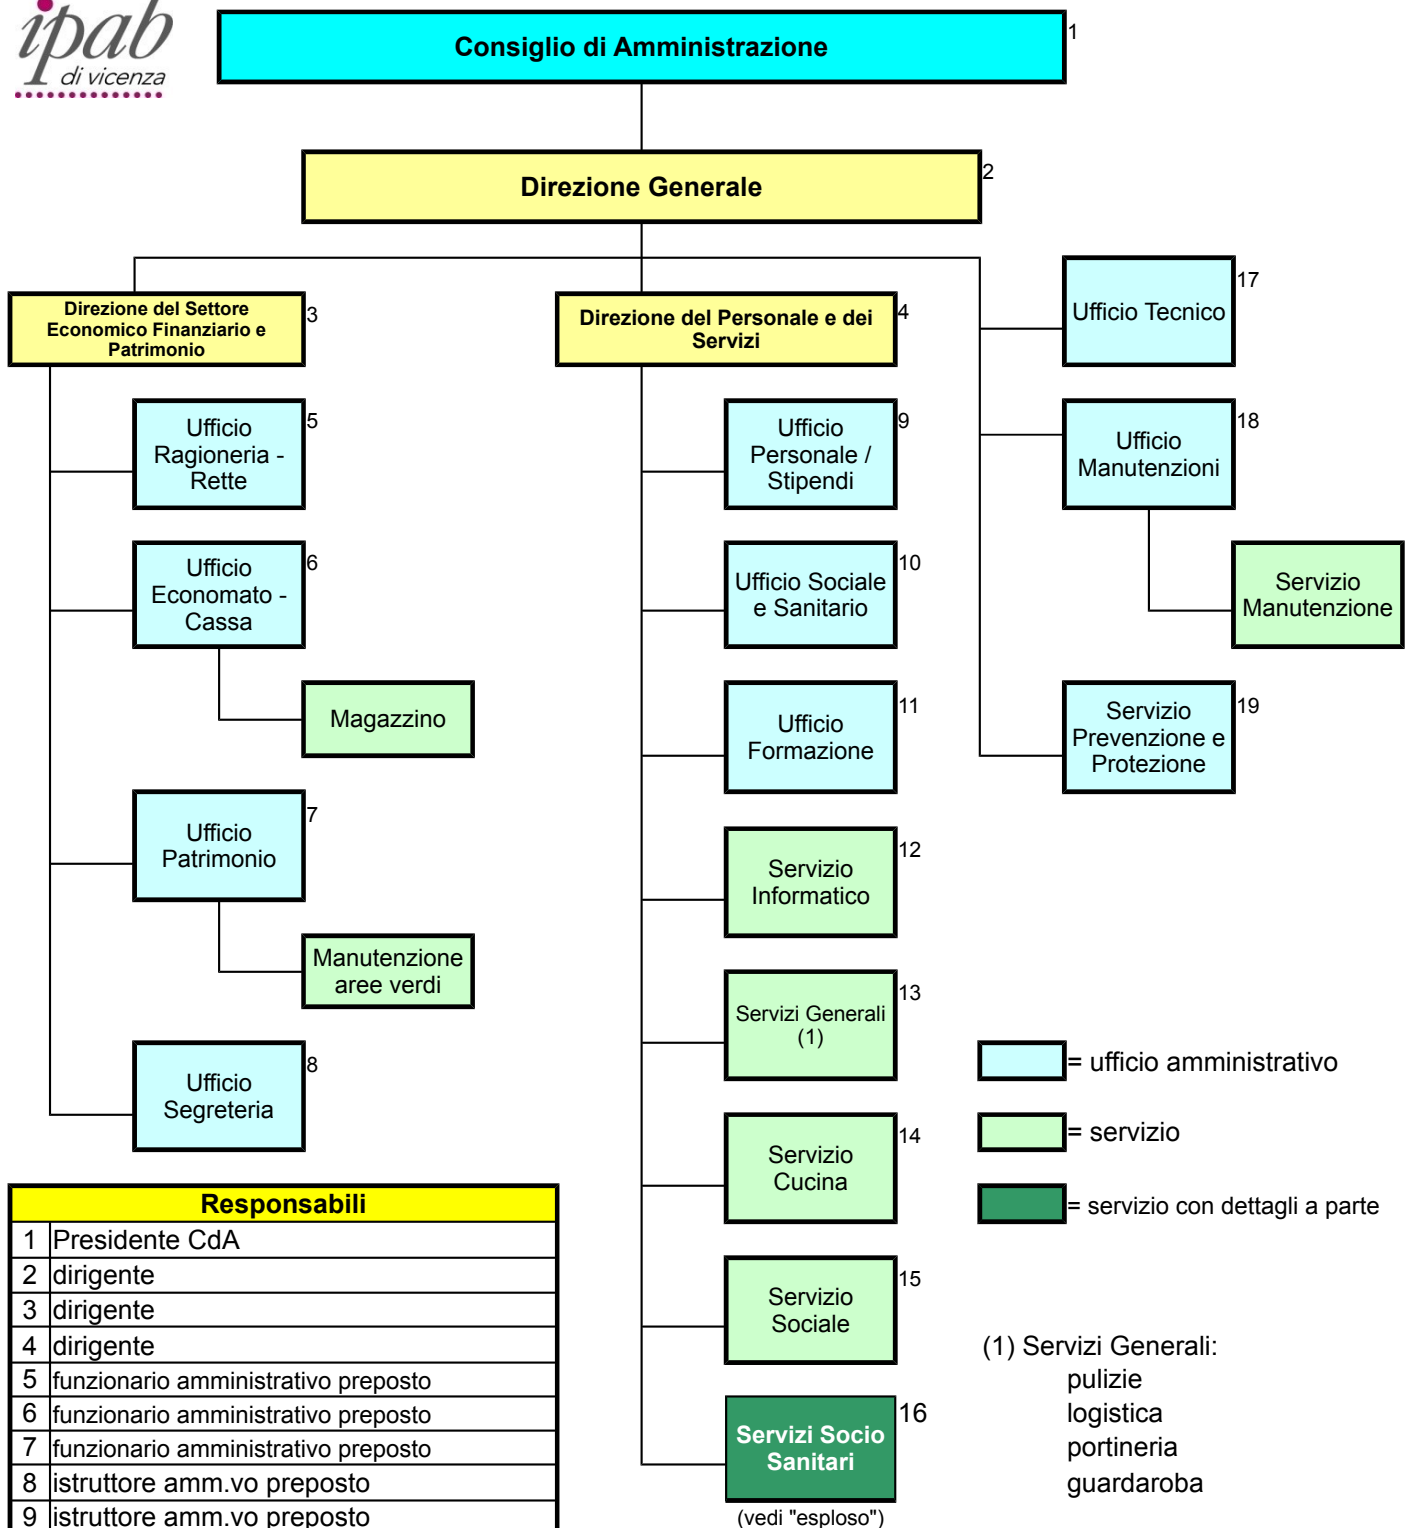 ipab
di vicenza
Consiglio di Amministrazione
1
Direzione Generale
2
Direzione del Settore
Economico Finanziario e
Patrimonio
3
Direzione del Personale e dei
Servizi
4
Ufficio Tecnico
17
Ufficio
Ragioneria -
Rette
5
Ufficio
Personale /
Stipendi
9
Ufficio
Manutenzioni
18
Ufficio
Economato -
Cassa
6
Ufficio Sociale
e Sanitario
10
Servizio
Manutenzione
Magazzino
Ufficio
Formazione
11
Servizio
Prevenzione e
Protezione
19
Ufficio
Patrimonio
7
Servizio
Informatico
12
Manutenzione
aree verdi
Servizi Generali
(1)
13
Ufficio
Segreteria
8
= ufficio amministrativo
Servizio
Cucina
14
= servizio
= servizio con dettagli a parte
Servizio
Sociale
15
Servizi Socio
Sanitari
16
(vedi "esploso")
(1) Servizi Generali:
pulizie
logistica
portineria
guardaroba
Responsabili
1 Presidente CdA
2 dirigente
3 dirigente
4 dirigente
5 funzionario amministrativo preposto
6 funzionario amministrativo preposto
7 funzionario amministrativo preposto
8 istruttore amm.vo preposto
9 istruttore amm.vo preposto